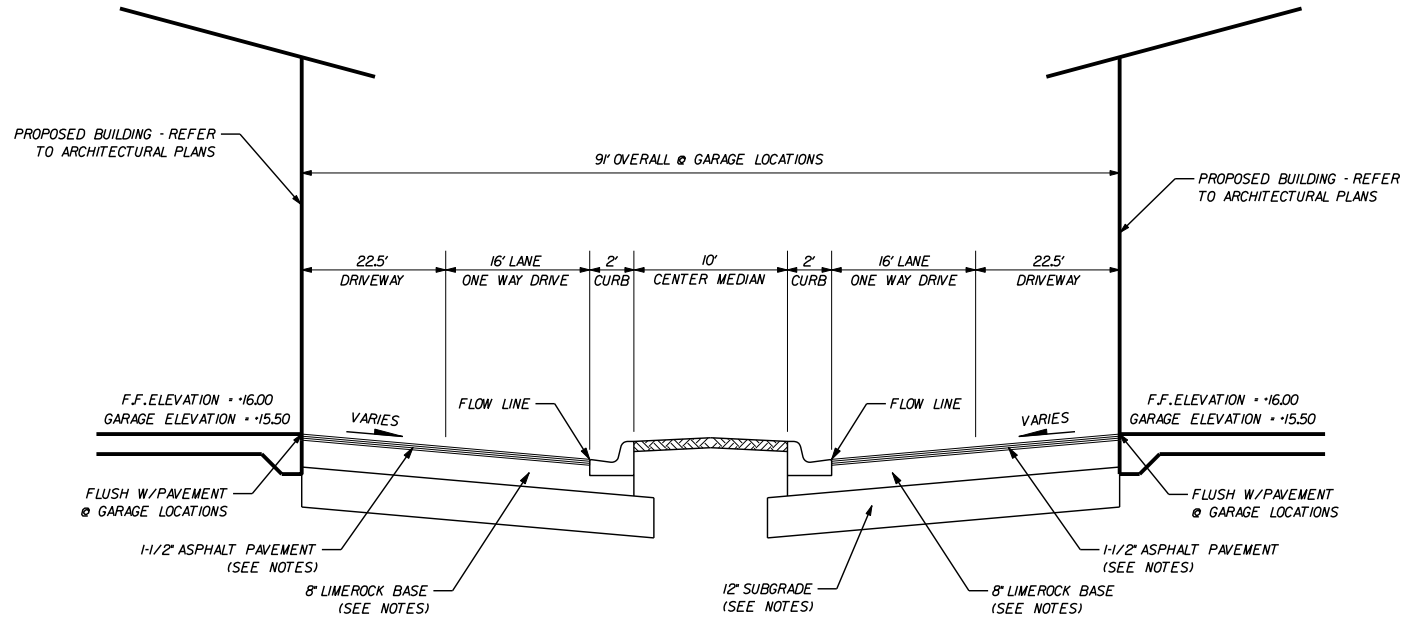 PROPOSED BUILDING - REFER
TO ARCHITECTURAL PLANS
91' OVERALL @ GARAGE LOCATIONS
PROPOSED BUILDING - REFER
TO ARCHITECTURAL PLANS
22.5'
DRIVEWAY
16' LANE
ONE WAY DRIVE
2'
CURB
10'
CENTER MEDIAN
2'
CURB
16' LANE
ONE WAY DRIVE
22.5'
DRIVEWAY
F.F. ELEVATION = +16.00
GARAGE ELEVATION = +15.50
VARIES
FLOW LINE
FLOW LINE
VARIES
F.F. ELEVATION = +16.00
GARAGE ELEVATION = +15.50
FLUSH W/PAVEMENT
@ GARAGE LOCATIONS
FLUSH W/PAVEMENT
@ GARAGE LOCATIONS
1-1/2" ASPHALT PAVEMENT
(SEE NOTES)
8" LIMEROCK BASE
(SEE NOTES)
12" SUBGRADE
(SEE NOTES)
8" LIMEROCK BASE
(SEE NOTES)
1-1/2" ASPHALT PAVEMENT
(SEE NOTES)